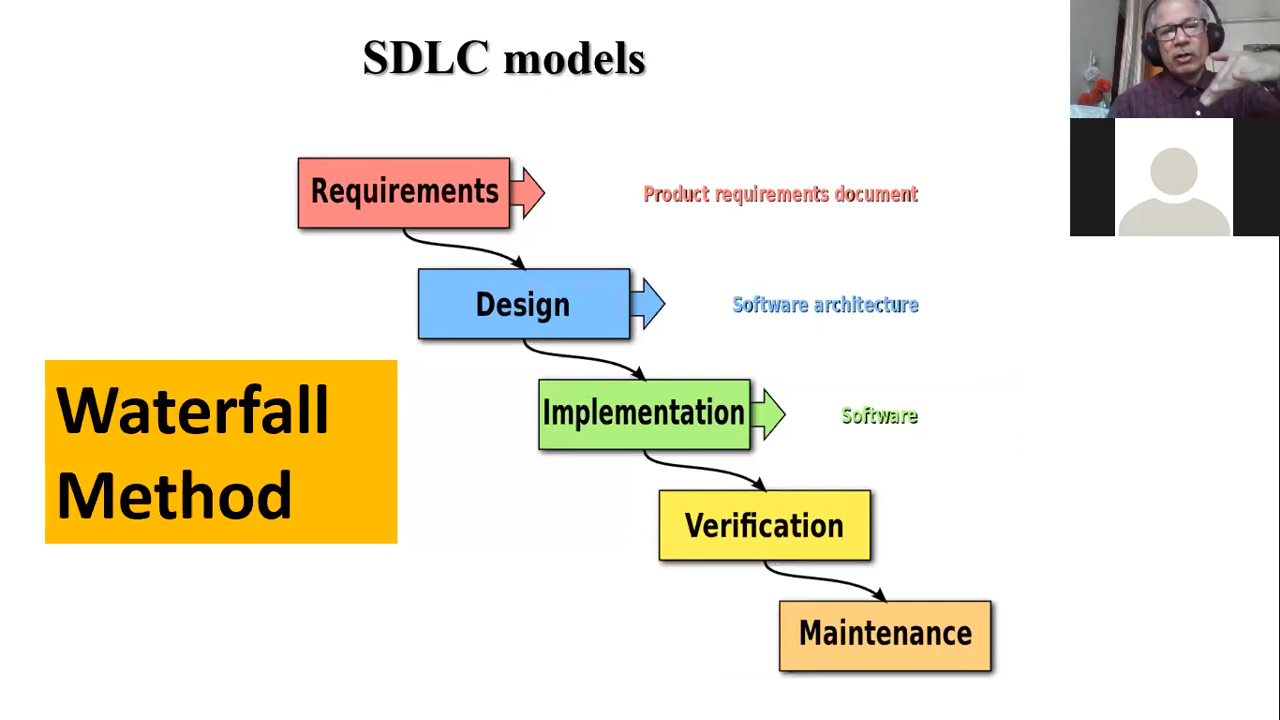 SDLC models
Requirements
Product requirements document
Design
Software architecture
Implementation
Software
Waterfall
Method
Verification
Maintenance